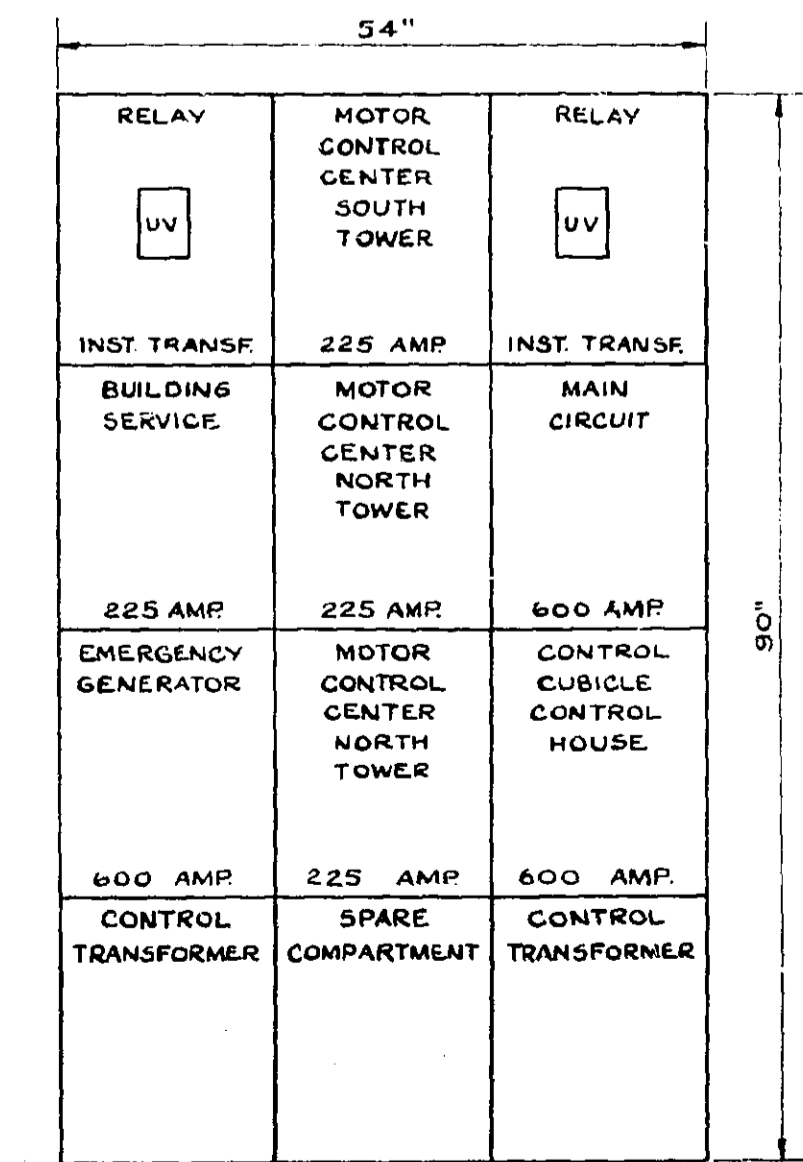 54"
RELAY
UV
INST. TRANSF.
MOTOR
CONTROL
CENTER
SOUTH
TOWER
225 AMP.
RELAY
UV
INST. TRANSF.
BUILDING
SERVICE
225 AMP.
MOTOR
CONTROL
CENTER
NORTH
TOWER
225 AMP.
MAIN
CIRCUIT
600 AMP.
90"
EMERGENCY
GENERATOR
600 AMP.
MOTOR
CONTROL
CENTER
NORTH
TOWER
225 AMP.
CONTROL
CUBICLE
CONTROL
HOUSE
600 AMP.
CONTROL
TRANSFORMER
SPARE
COMPARTMENT
CONTROL
TRANSFORMER